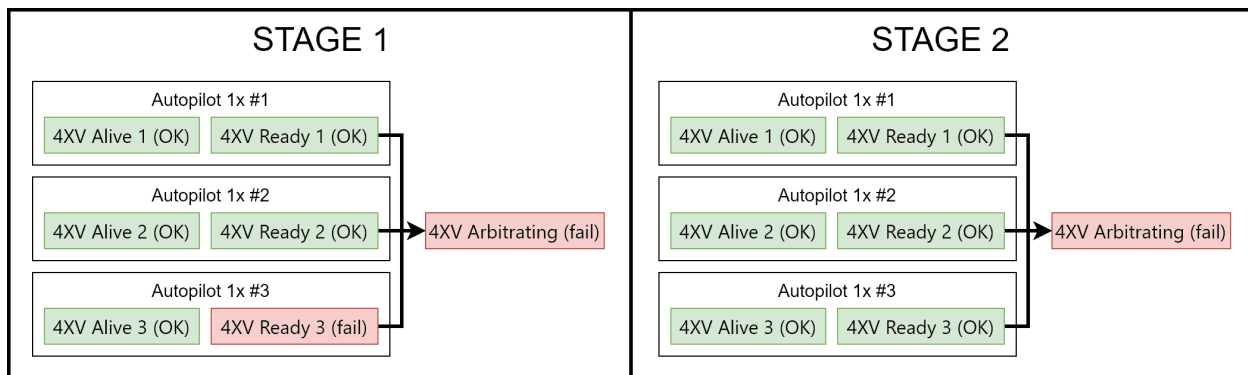 STAGE 1
Autopilot 1x #1
4XV Alive 1 (OK)
4XV Ready 1 (OK)
Autopilot 1x #2
4XV Alive 2 (OK)
4XV Ready 2 (OK)
4XV Arbitrating (fail)
Autopilot 1x #3
4XV Alive 3 (OK)
4XV Ready 3 (fail)
STAGE 2
Autopilot 1x #1
4XV Alive 1 (OK)
4XV Ready 1 (OK)
Autopilot 1x #2
4XV Alive 2 (OK)
4XV Ready 2 (OK)
4XV Arbitrating (fail)
Autopilot 1x #3
4XV Alive 3 (OK)
4XV Ready 3 (OK)